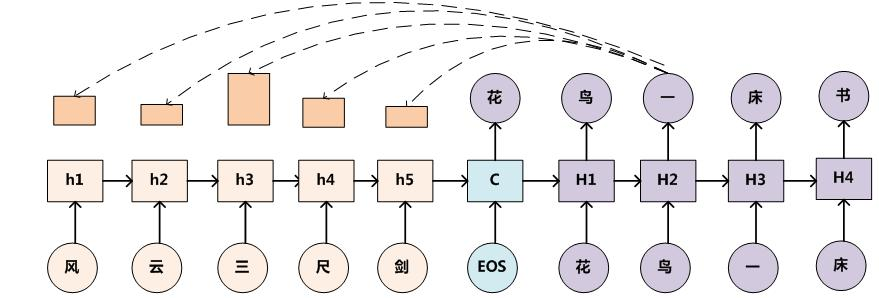 花 鸟 一 床 书
h1 h2 h3 h4 h5 C H1 H2 H3 H4
风 云 三 尺 剑 EOS 花 鸟 一 床